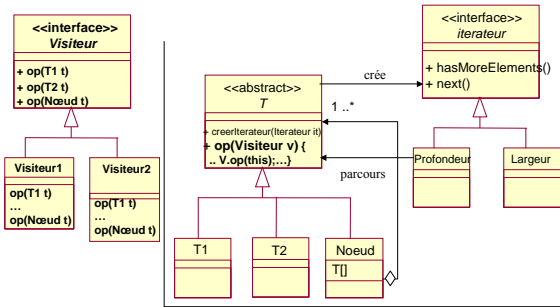 <<interface>>
Visiteur
+ op(T1 t)
+ op(T2 t)
+ op(Nœud t)
Visiteur1
op(T1 t)
…
op(Nœud t)
Visiteur2
op(T1 t)
…
op(Nœud t)
<<abstract>>
T
+ creerIterateur(Iterateur it)
+ op(Visiteur v) {
.. V.op(this);…}
crée
1 ..*
parcours
<<interface>>
iterateur
+ hasMoreElements()
+ next()
Profondeur
Largeur
T1
T2
Noeud
T[]